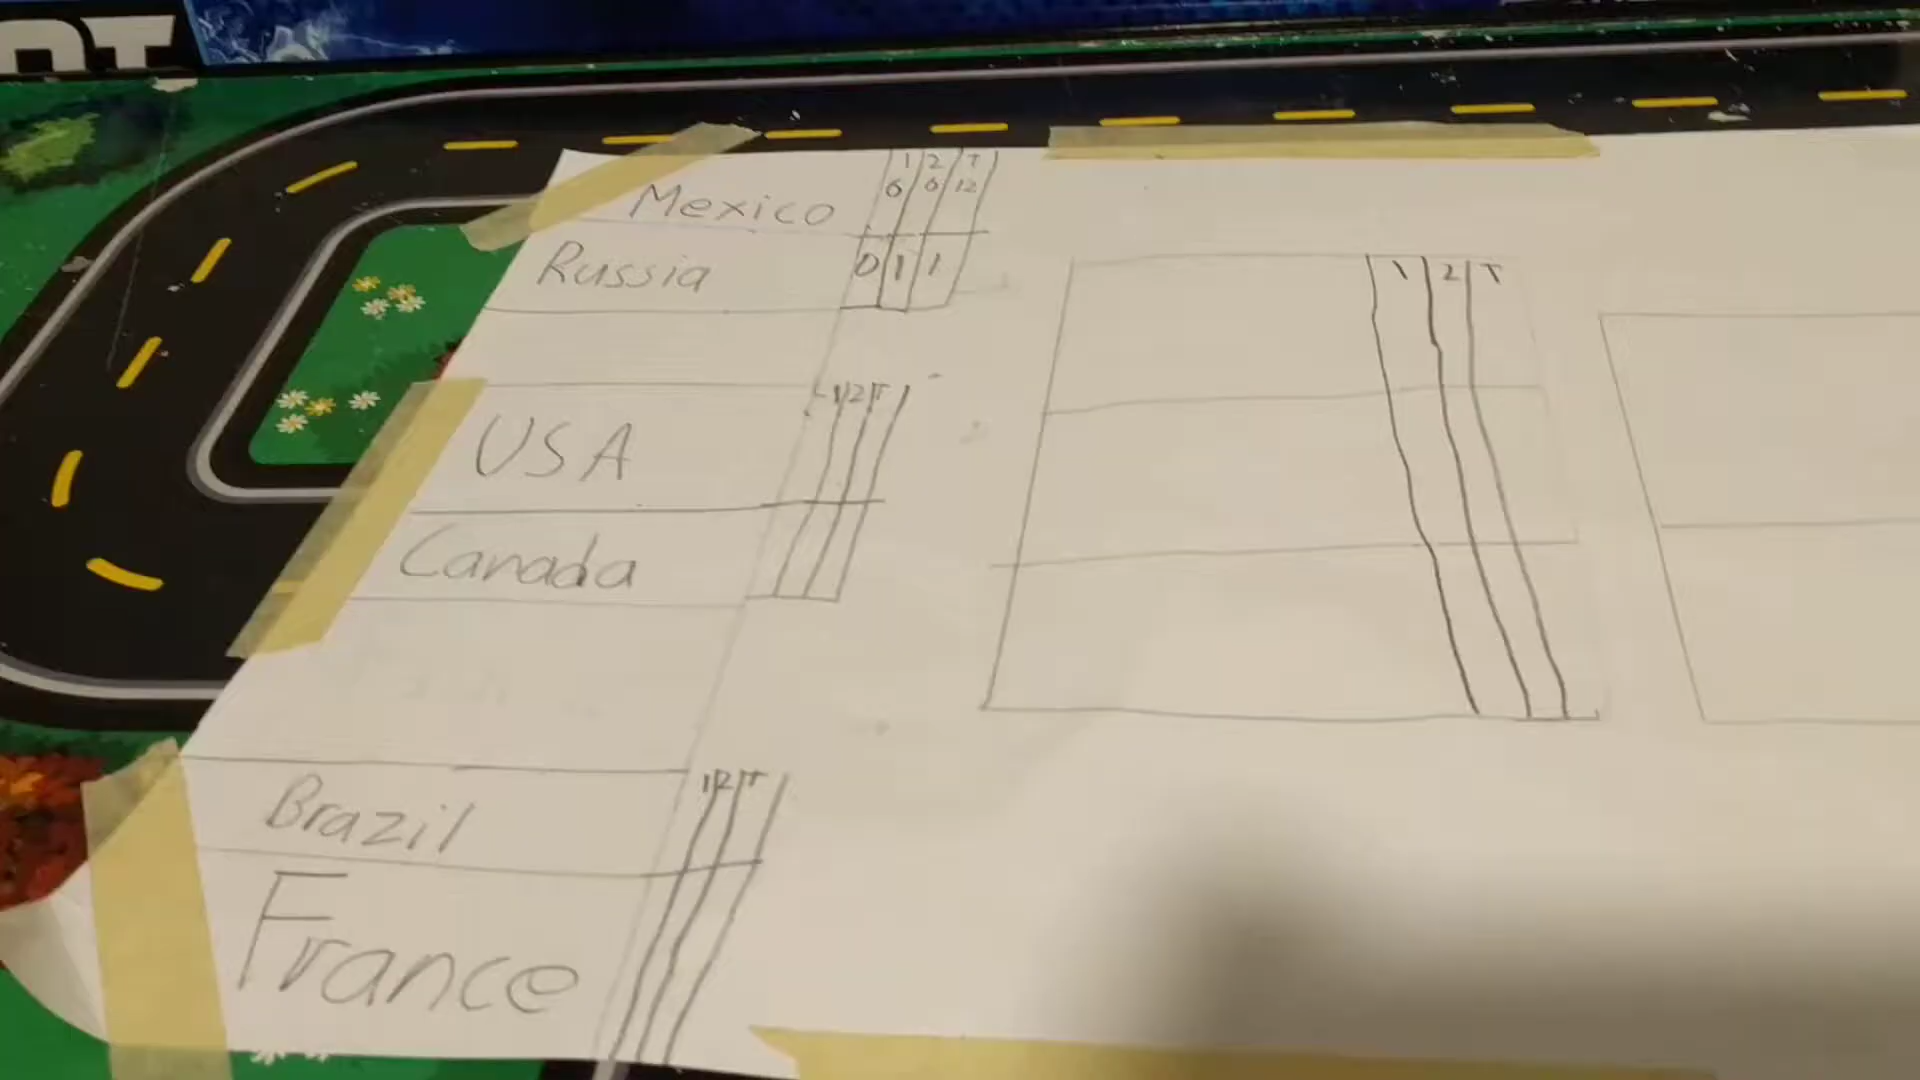 1 2 T
Mexico 6 6 12
Russia 0 1 1
1 2 T
USA
Canada
1 2 T
Brazil
France
1 2 T